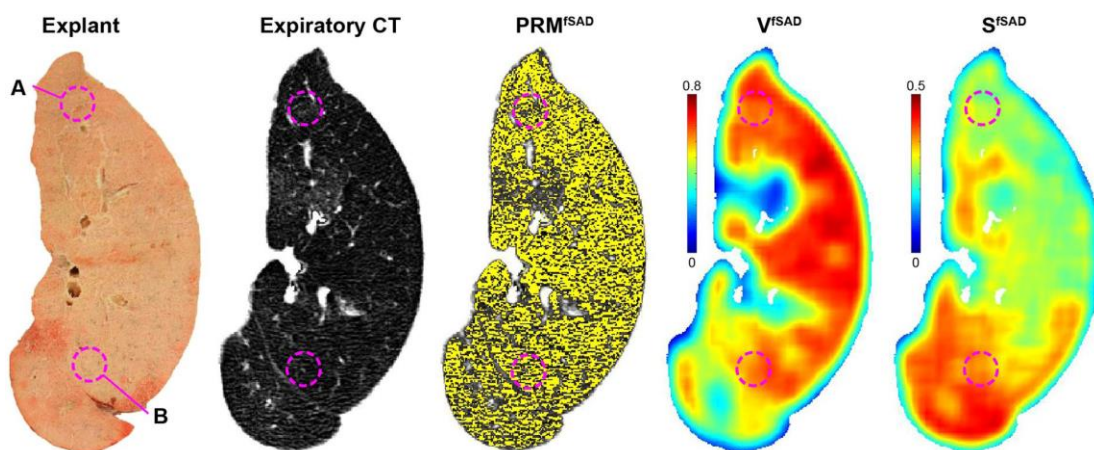 Explant
Expiratory CT
PRMᶠSAD
VᶠSAD
SᶠSAD
A
0.8
0.5
0
0
B